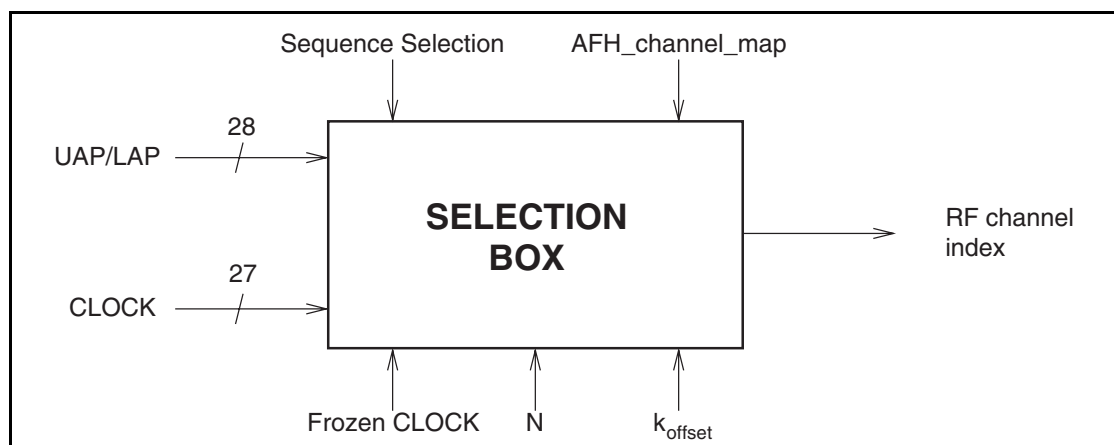 Sequence Selection
AFH_channel_map
28
UAP/LAP
SELECTION
BOX
RF channel
index
27
CLOCK
Frozen CLOCK
N
k_offset